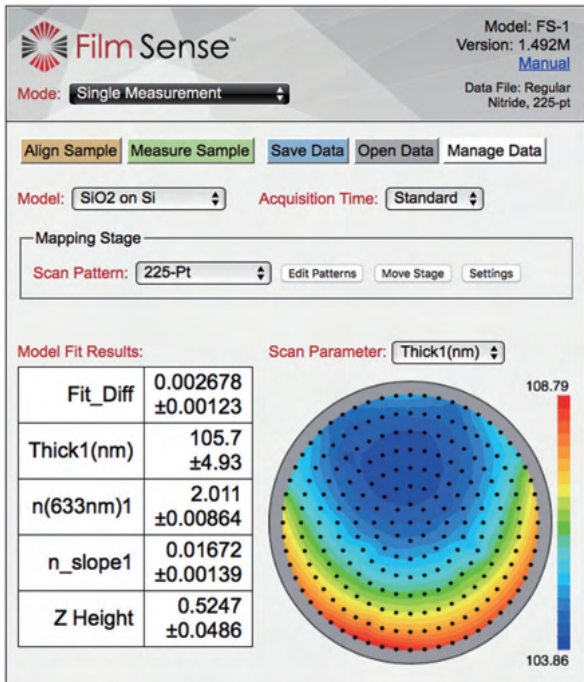 Film Sense™
Model: FS-1
Version: 1.492M
Manual
Mode: Single Measurement
Data File: Regular
Nitride, 225-pt
Align Sample Measure Sample Save Data Open Data Manage Data
Model: SiO2 on Si Acquisition Time: Standard
Mapping Stage
Scan Pattern: 225-Pt Edit Patterns Move Stage Settings
Model Fit Results: Scan Parameter: Thick1(nm)
Fit_Diff 0.002678
±0.00123
Thick1(nm) 105.7
±4.93
n(633nm)1 2.011
±0.00864
n_slope1 0.01672
±0.00139
Z Height 0.5247
±0.0486
108.79
103.86